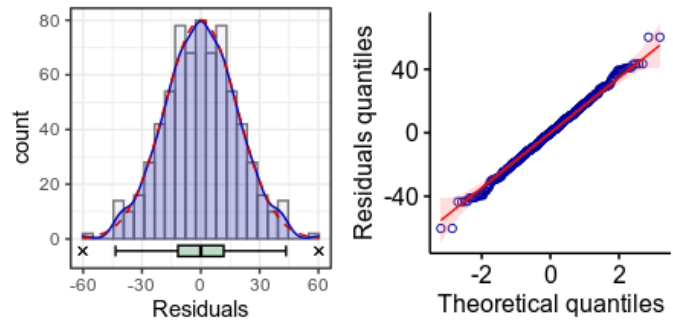 80
60
40
20
0
count
-60 -30 0 30 60
Residuals
40
0
-40
Residuals quantiles
-2 0 2
Theoretical quantiles